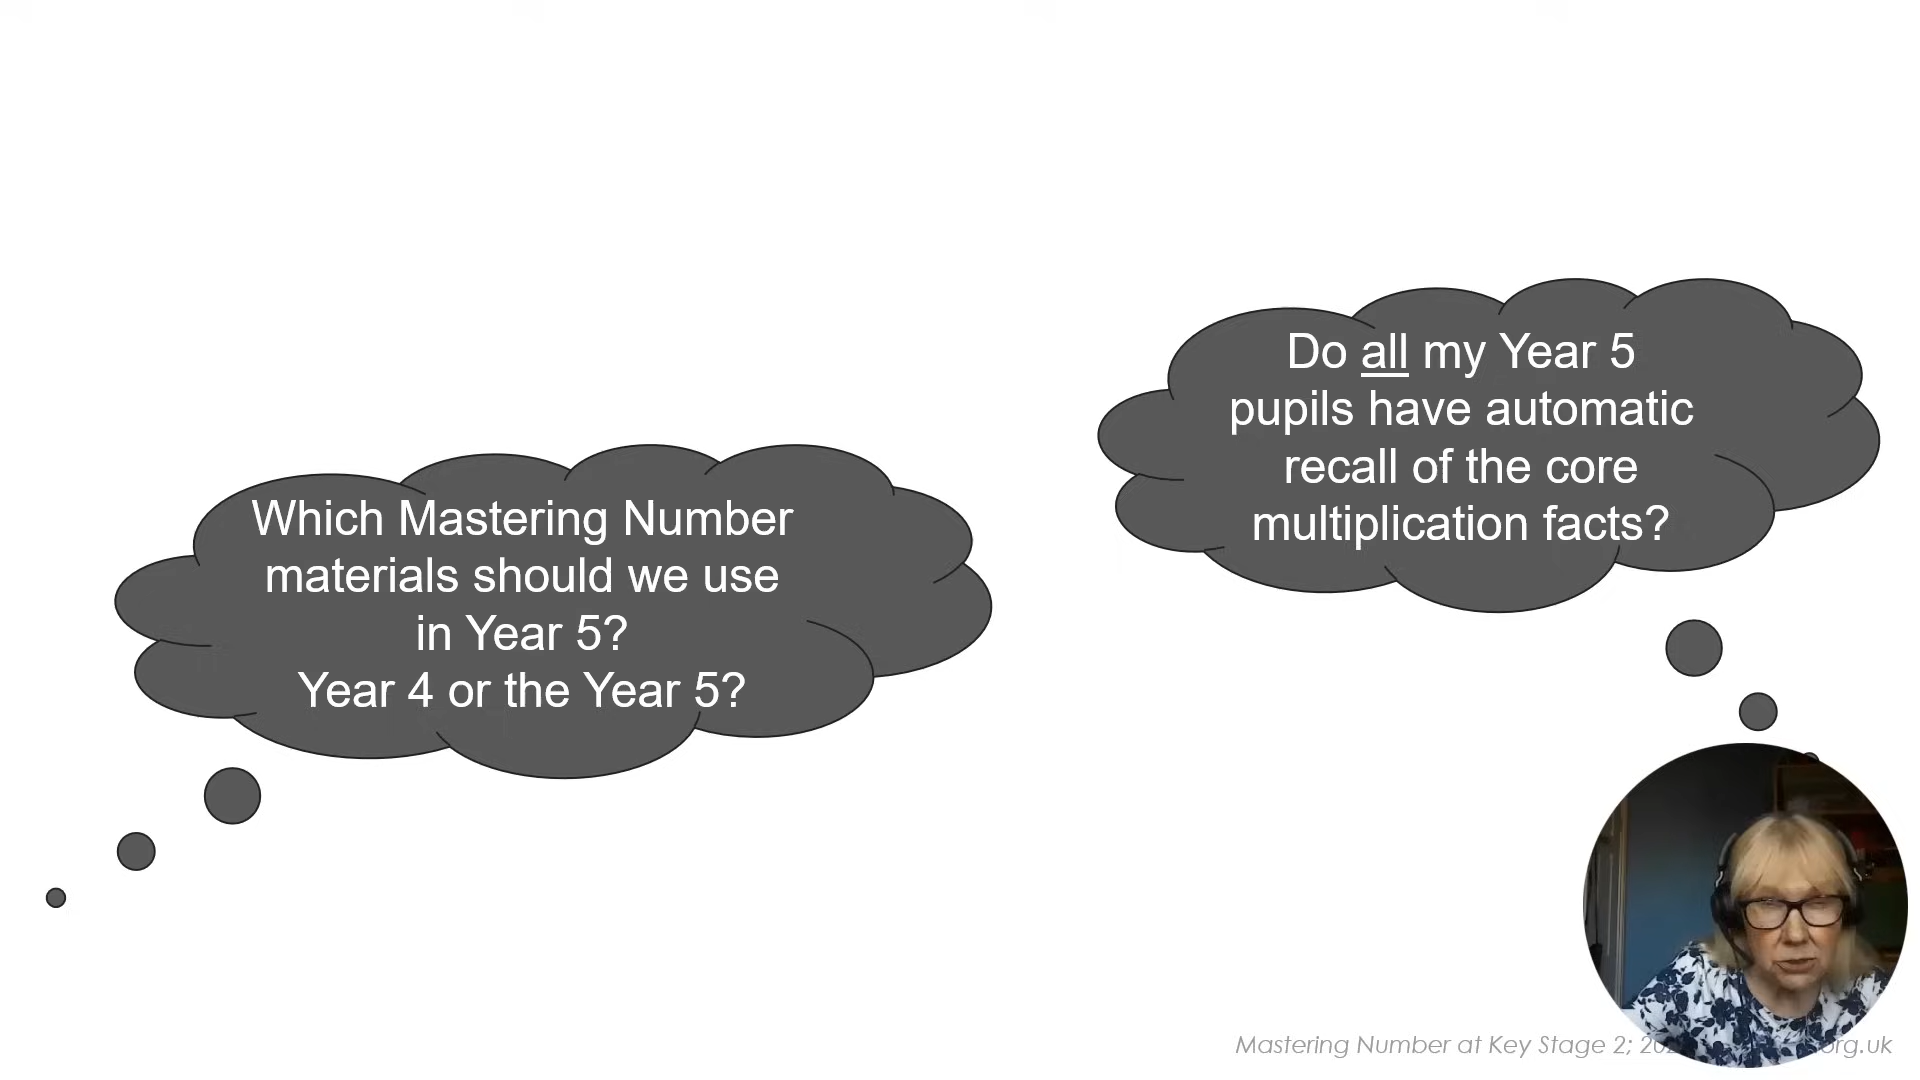 Which Mastering Number
materials should we use
in Year 5?
Year 4 or the Year 5?
Do all my Year 5
pupils have automatic
recall of the core
multiplication facts?
Mastering Number at Key Stage 2; org.uk